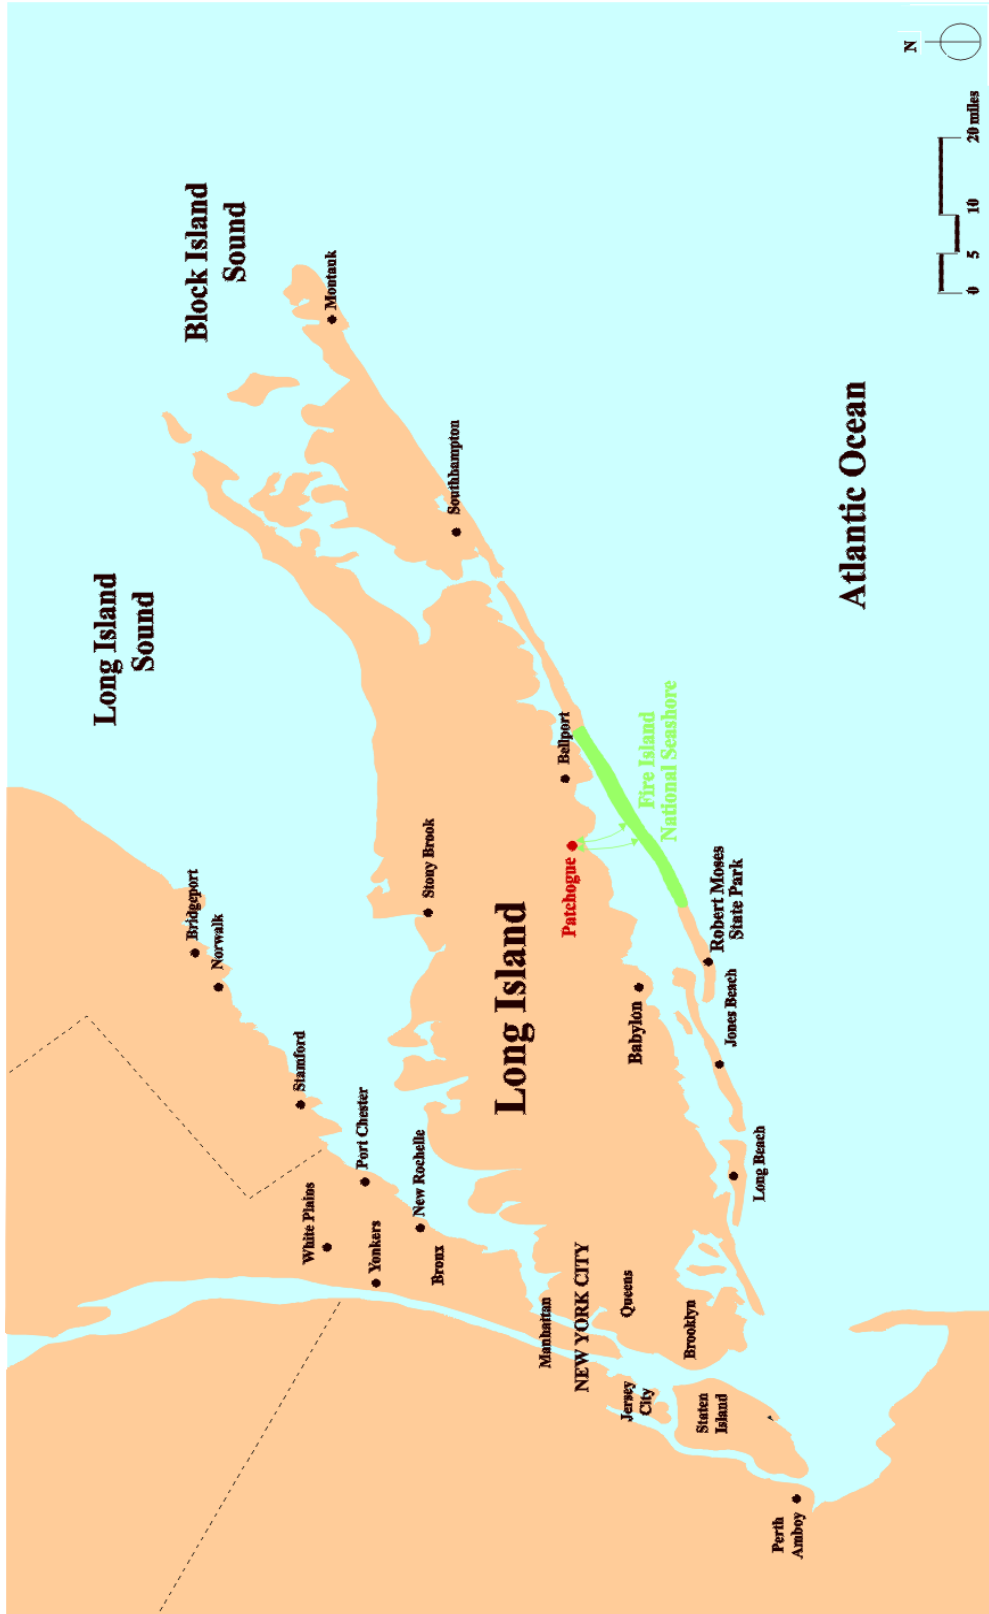 N
0 5 10 20 miles
Block Island
Sound
Montauk
Long Island
Sound
Southhampton
Atlantic Ocean
Bellport
Fire Island
National Seashore
Patchogue
Stony Brook
Bridgeport
Norwalk
Long Island
Robert Moses
State Park
Babylon
Jones Beach
Stamford
Port Chester
New Rochelle
White Plains
Yonkers
Bronx
Long Beach
Manhattan
NEW YORK CITY
Queens
Brooklyn
Jersey
City
Staten
Island
Perth
Amboy